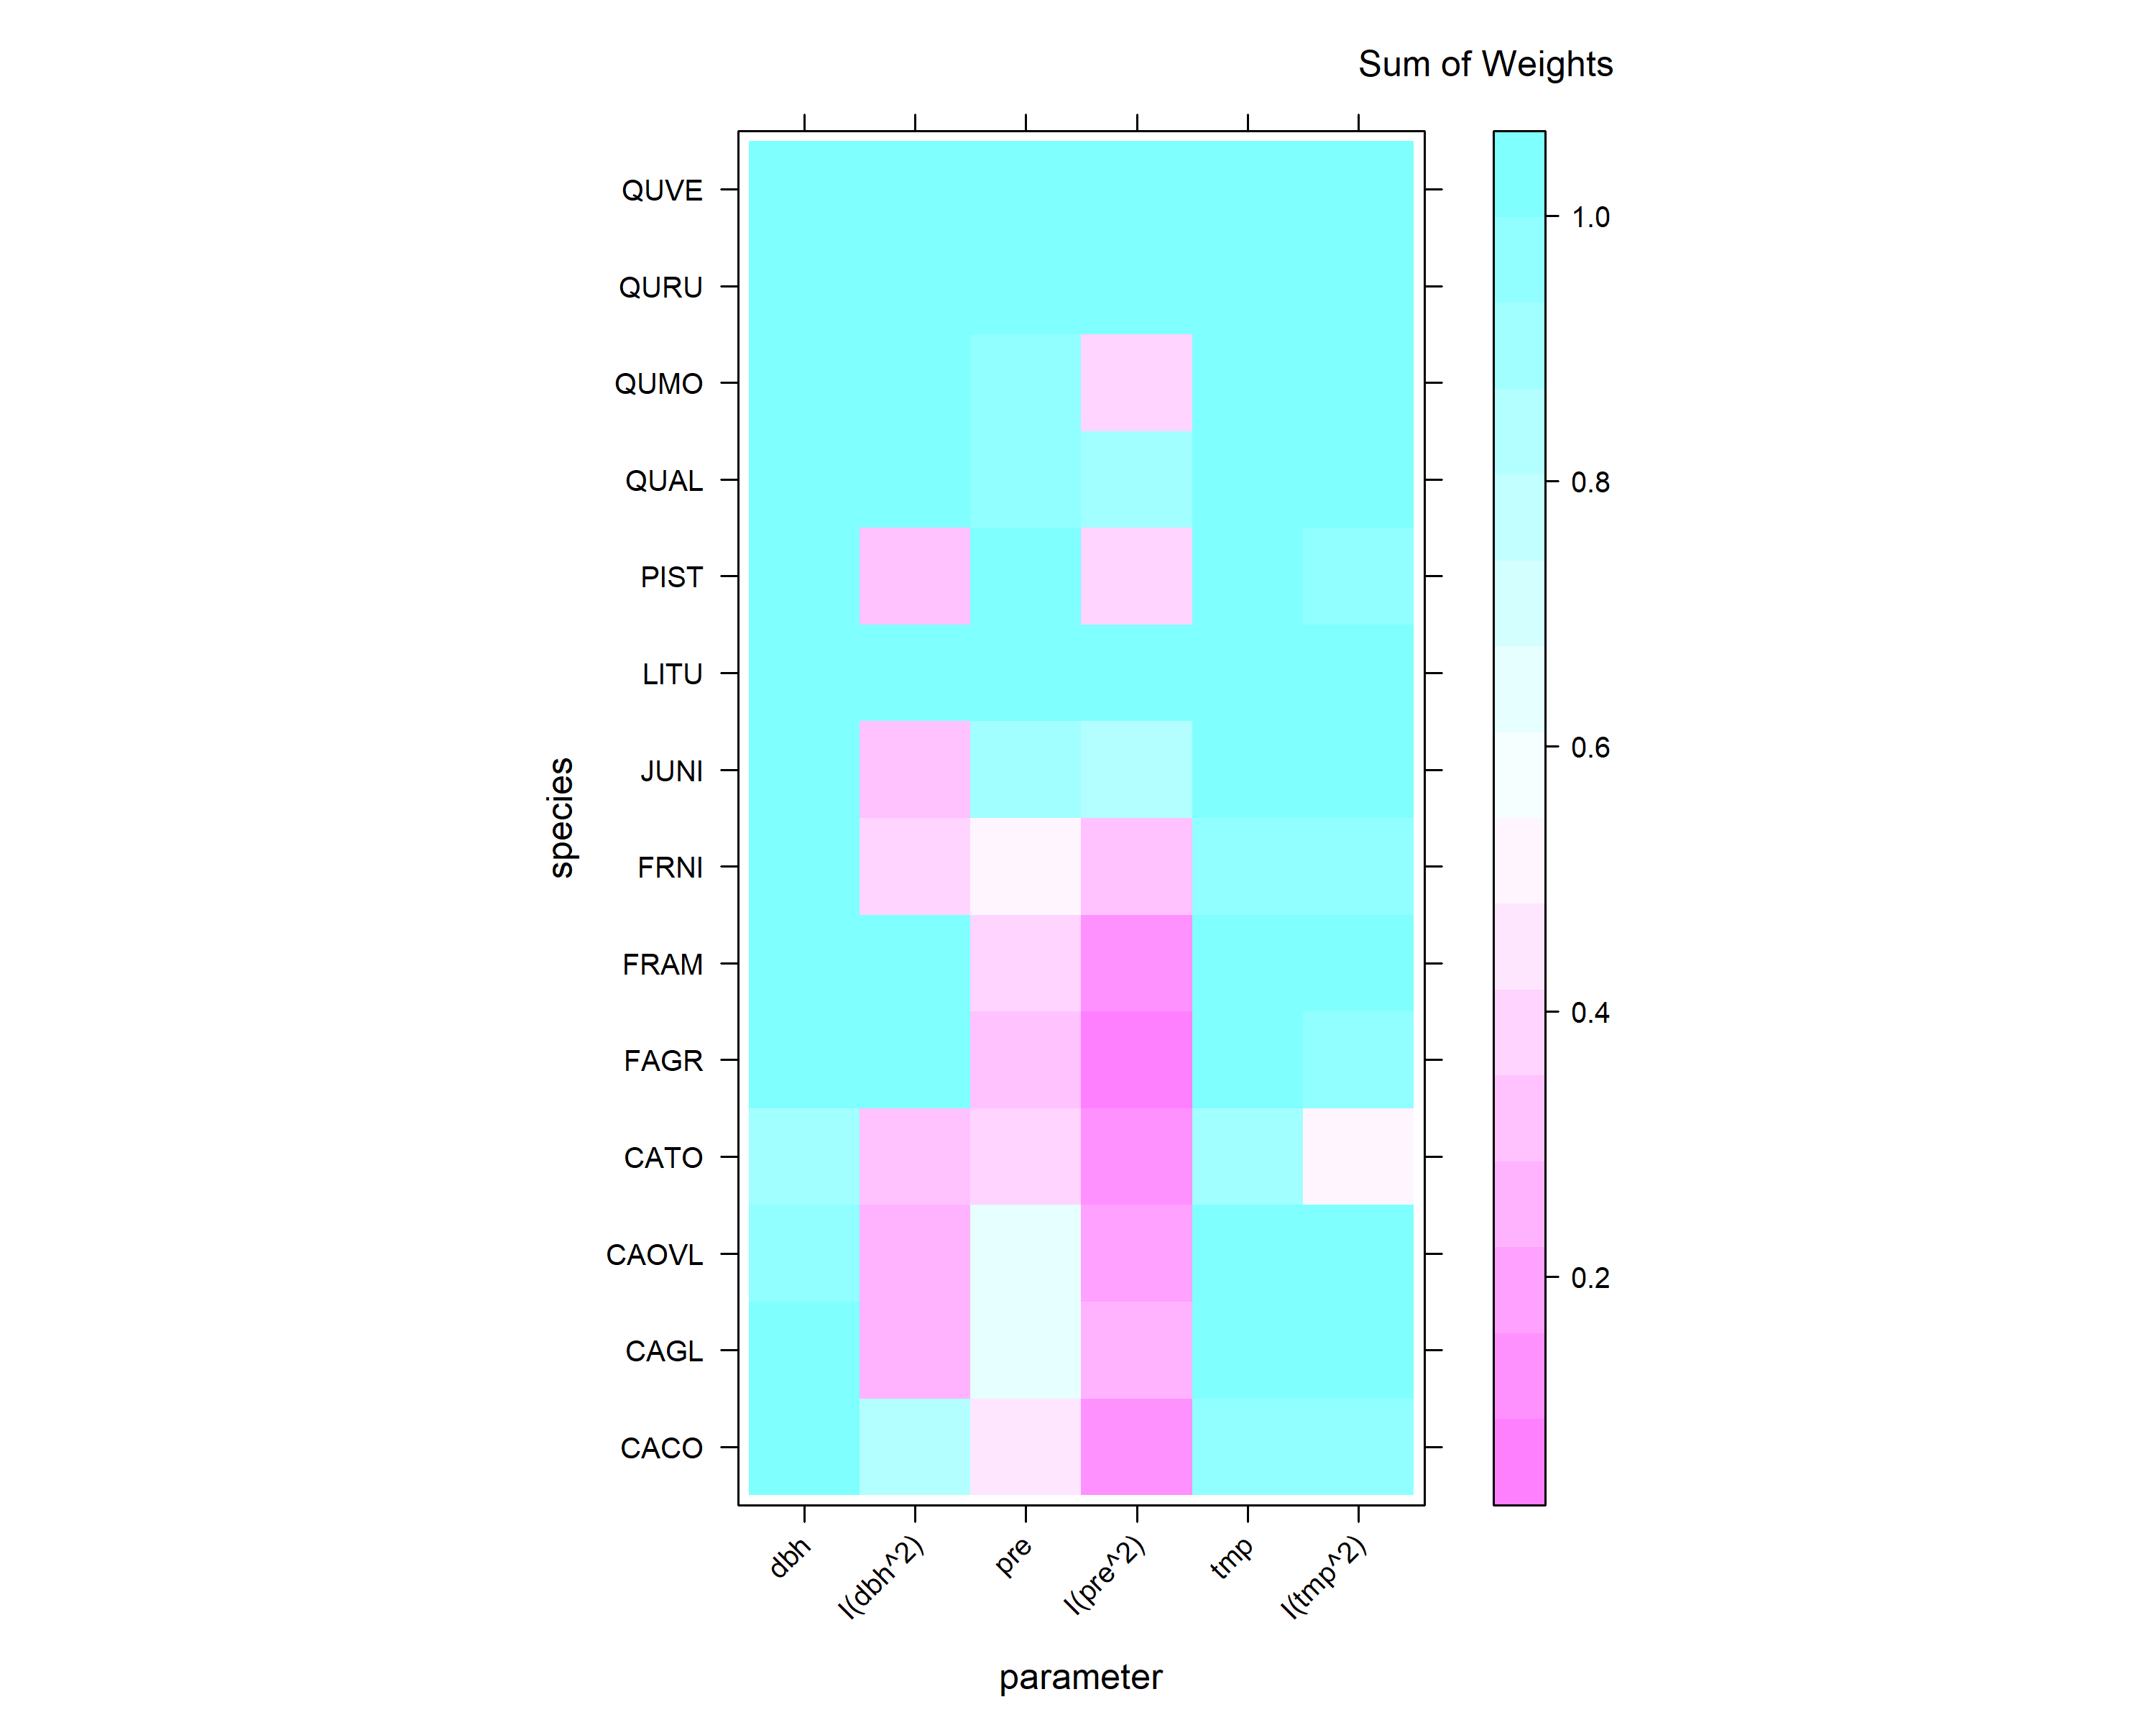 Sum of Weights
QUVE
QURU
QUMO
QUAL
PIST
LITU
JUNI
FRNI
FRAM
FAGR
CATO
CAOVL
CAGL
CACO
species
1.0
0.8
0.6
0.4
0.2
dbh
I(dbh^2)
pre
I(pre^2)
tmp
I(tmp^2)
parameter